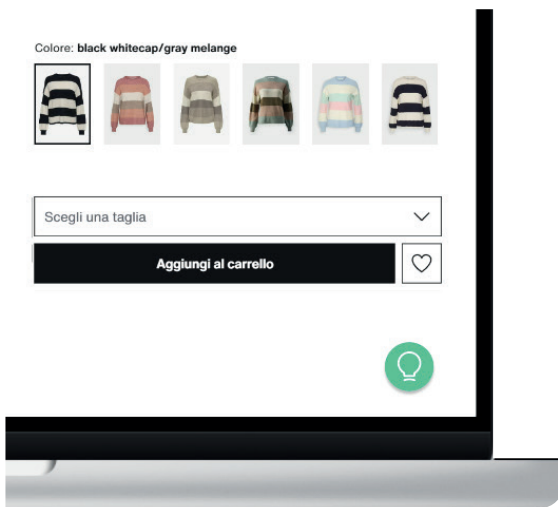 Colore: black whitecap/gray melange
Scegli una taglia
Aggiungi al carrello